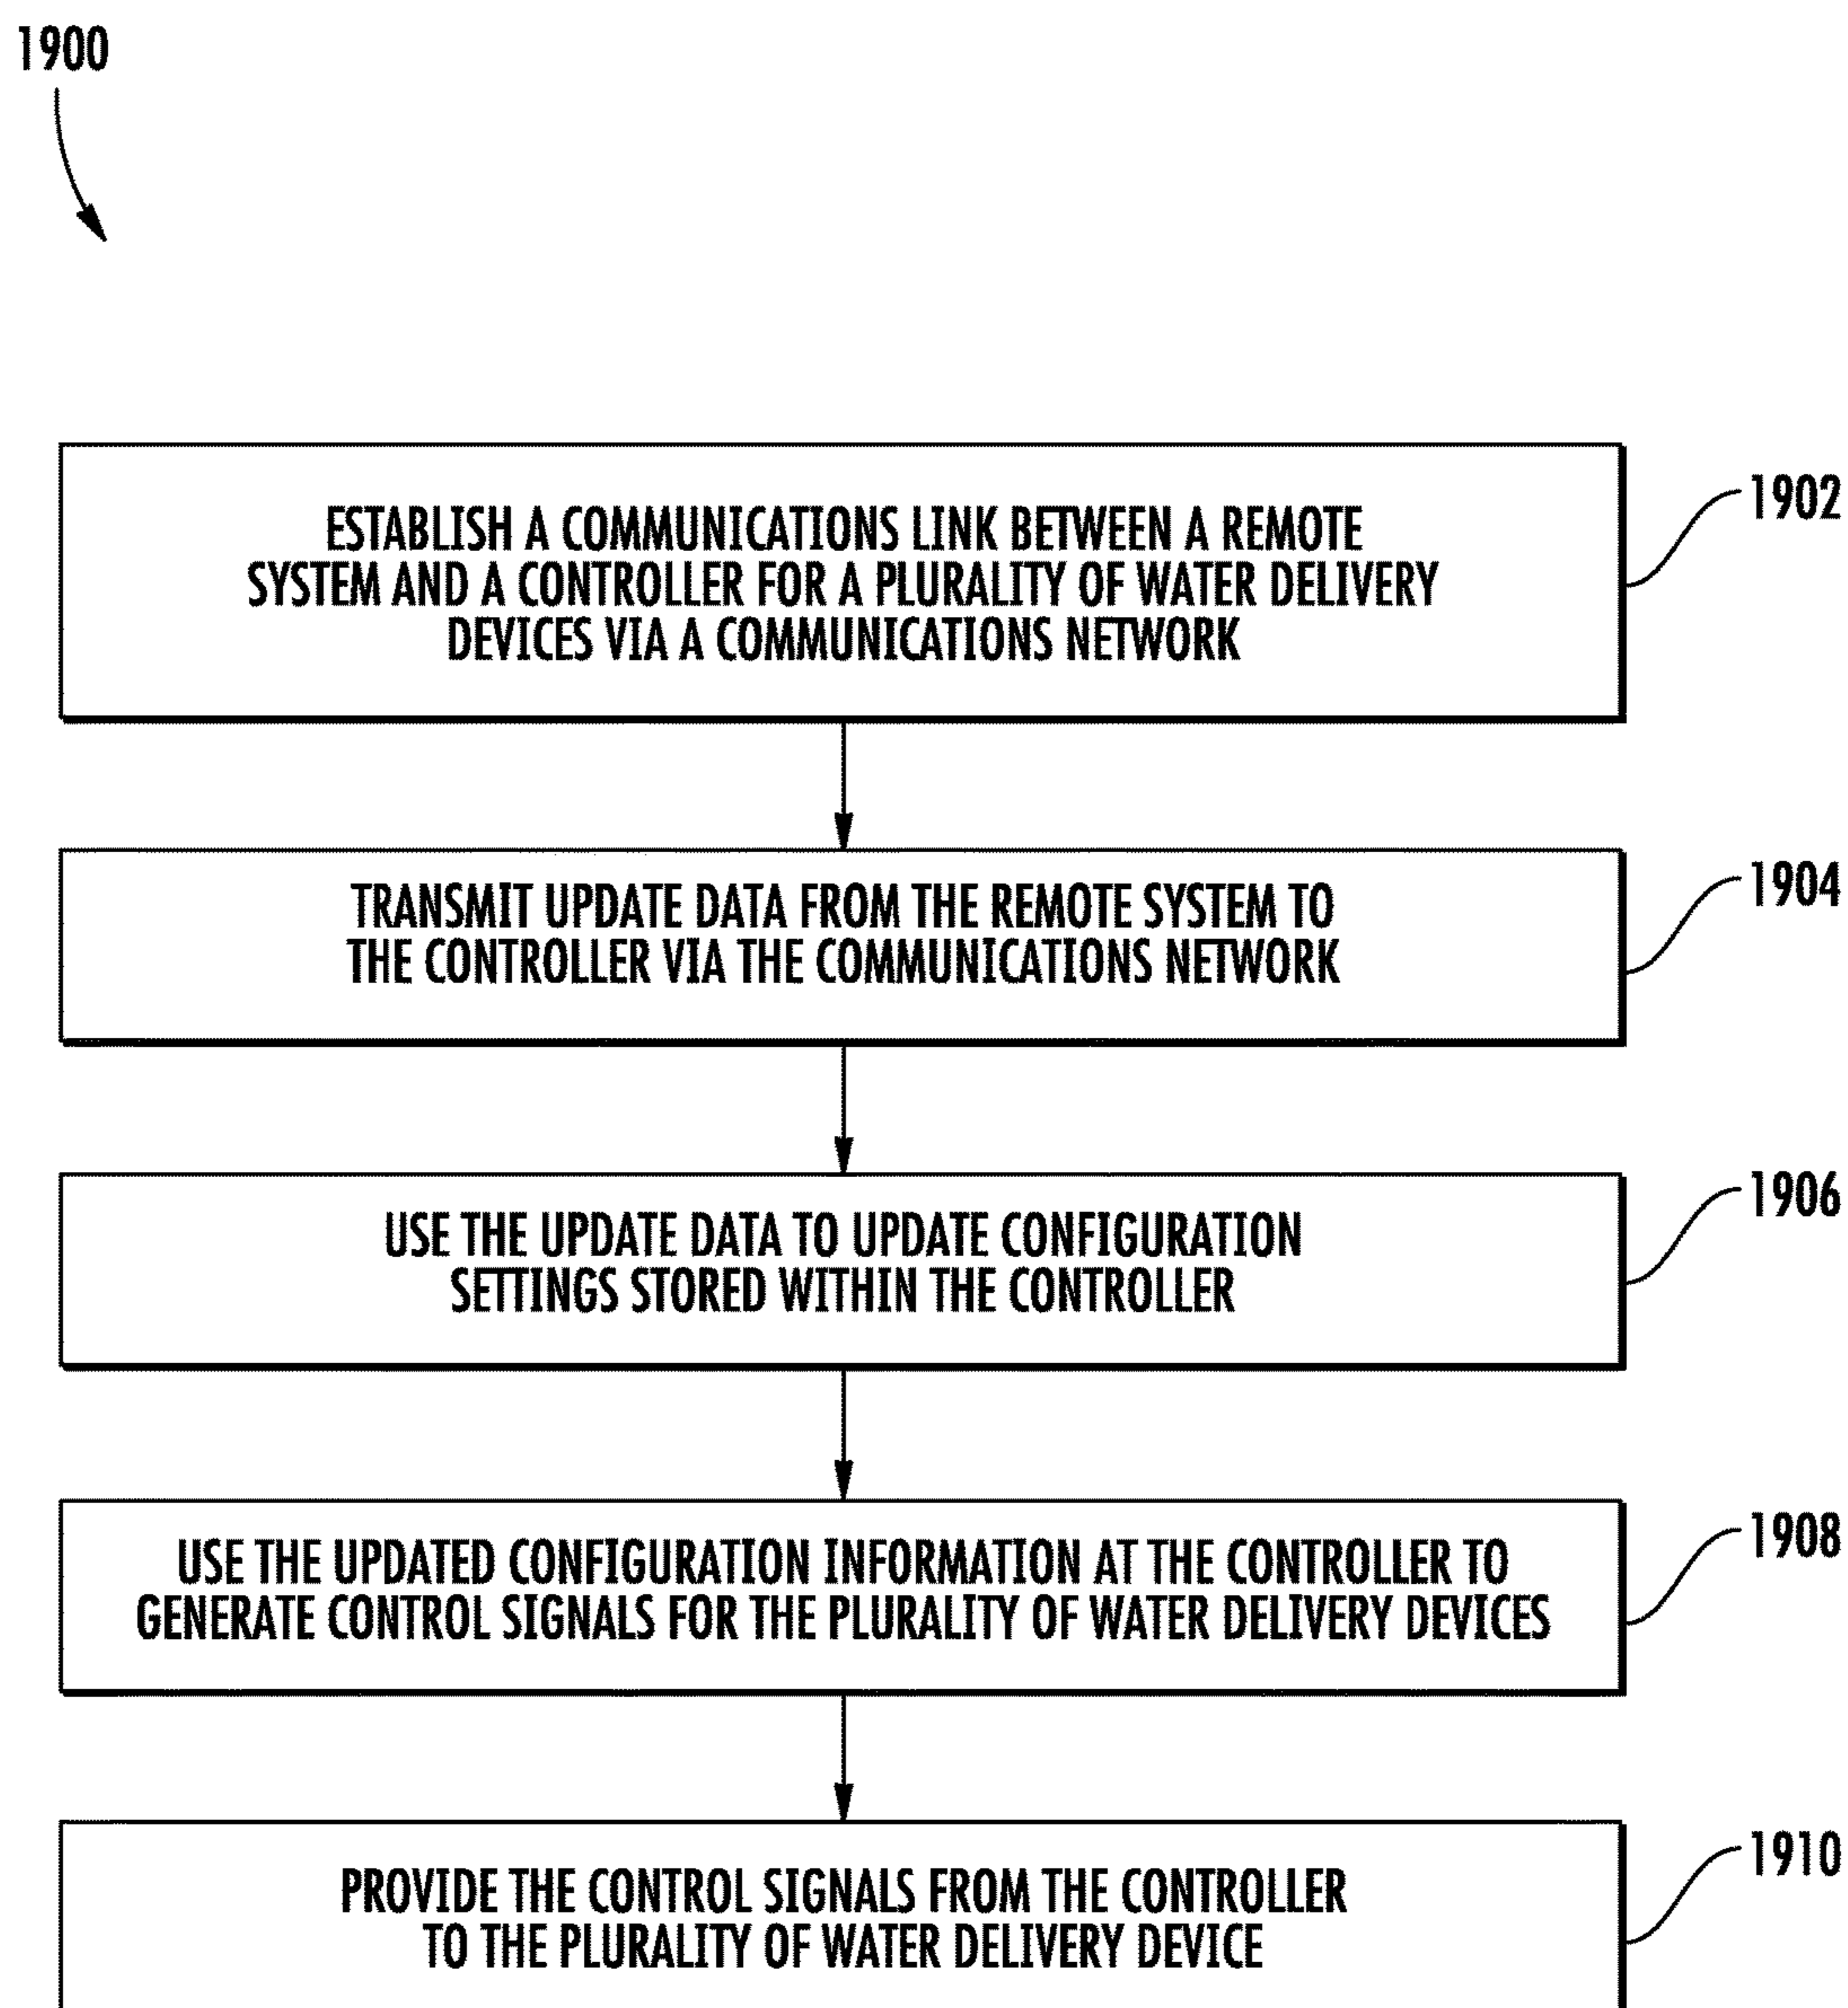 1900
ESTABLISH A COMMUNICATIONS LINK BETWEEN A REMOTE
SYSTEM AND A CONTROLLER FOR A PLURALITY OF WATER DELIVERY
DEVICES VIA A COMMUNICATIONS NETWORK
1902
TRANSMIT UPDATE DATA FROM THE REMOTE SYSTEM TO
THE CONTROLLER VIA THE COMMUNICATIONS NETWORK
1904
USE THE UPDATE DATA TO UPDATE CONFIGURATION
SETTINGS STORED WITHIN THE CONTROLLER
1906
USE THE UPDATED CONFIGURATION INFORMATION AT THE CONTROLLER TO
GENERATE CONTROL SIGNALS FOR THE PLURALITY OF WATER DELIVERY DEVICES
1908
PROVIDE THE CONTROL SIGNALS FROM THE CONTROLLER
TO THE PLURALITY OF WATER DELIVERY DEVICE
1910